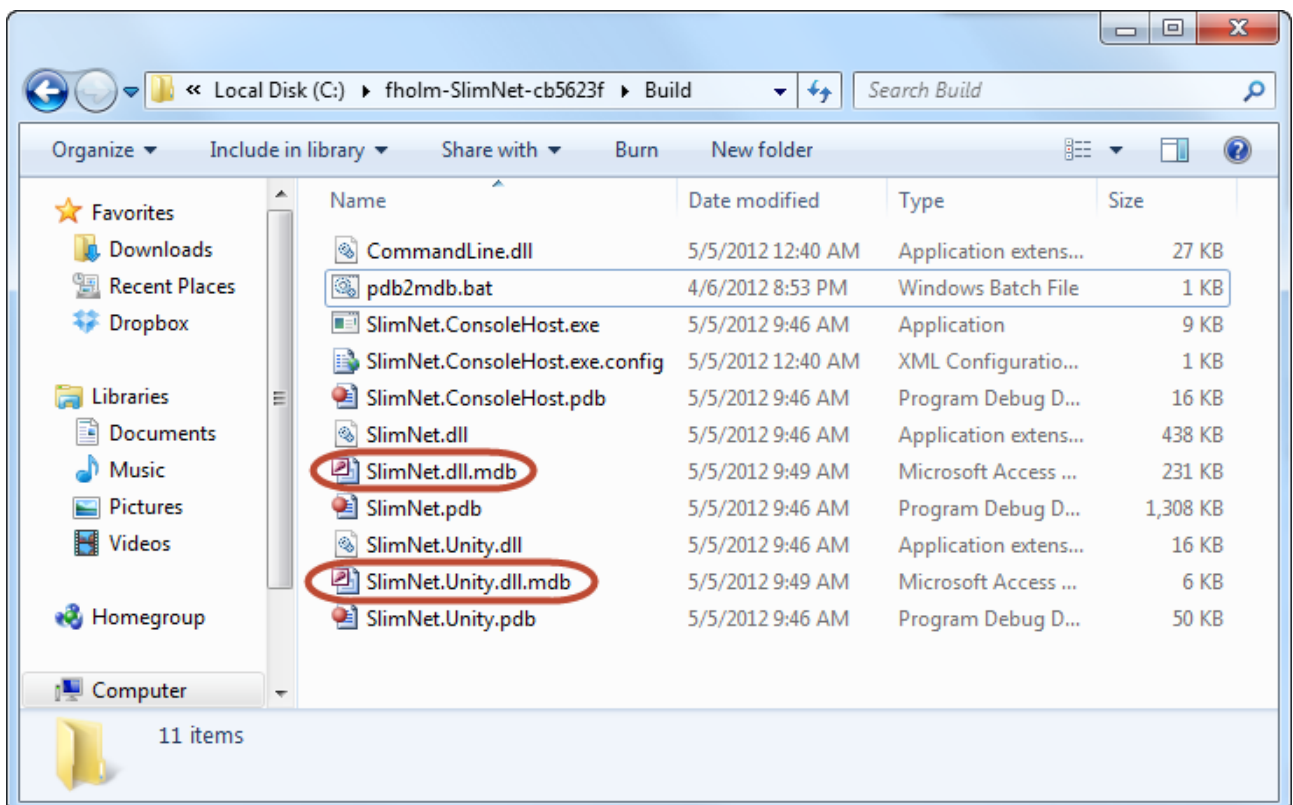 « Local Disk (C:) ▸ fholm-SlimNet-cb5623f ▸ Build Search Build
Organize Include in library Share with Burn New folder
Name Date modified Type Size
Favorites
Downloads
Recent Places
Dropbox
Libraries
Documents
Music
Pictures
Videos
Homegroup
Computer
CommandLine.dll 5/5/2012 12:40 AM Application extens... 27 KB
pdb2mdb.bat 4/6/2012 8:53 PM Windows Batch File 1 KB
SlimNet.ConsoleHost.exe 5/5/2012 9:46 AM Application 9 KB
SlimNet.ConsoleHost.exe.config 5/5/2012 12:40 AM XML Configuratio... 1 KB
SlimNet.ConsoleHost.pdb 5/5/2012 9:46 AM Program Debug D... 16 KB
SlimNet.dll 5/5/2012 9:46 AM Application extens... 438 KB
SlimNet.dll.mdb 5/5/2012 9:49 AM Microsoft Access ... 231 KB
SlimNet.pdb 5/5/2012 9:46 AM Program Debug D... 1,308 KB
SlimNet.Unity.dll 5/5/2012 9:46 AM Application extens... 16 KB
SlimNet.Unity.dll.mdb 5/5/2012 9:49 AM Microsoft Access ... 6 KB
SlimNet.Unity.pdb 5/5/2012 9:46 AM Program Debug D... 50 KB
11 items